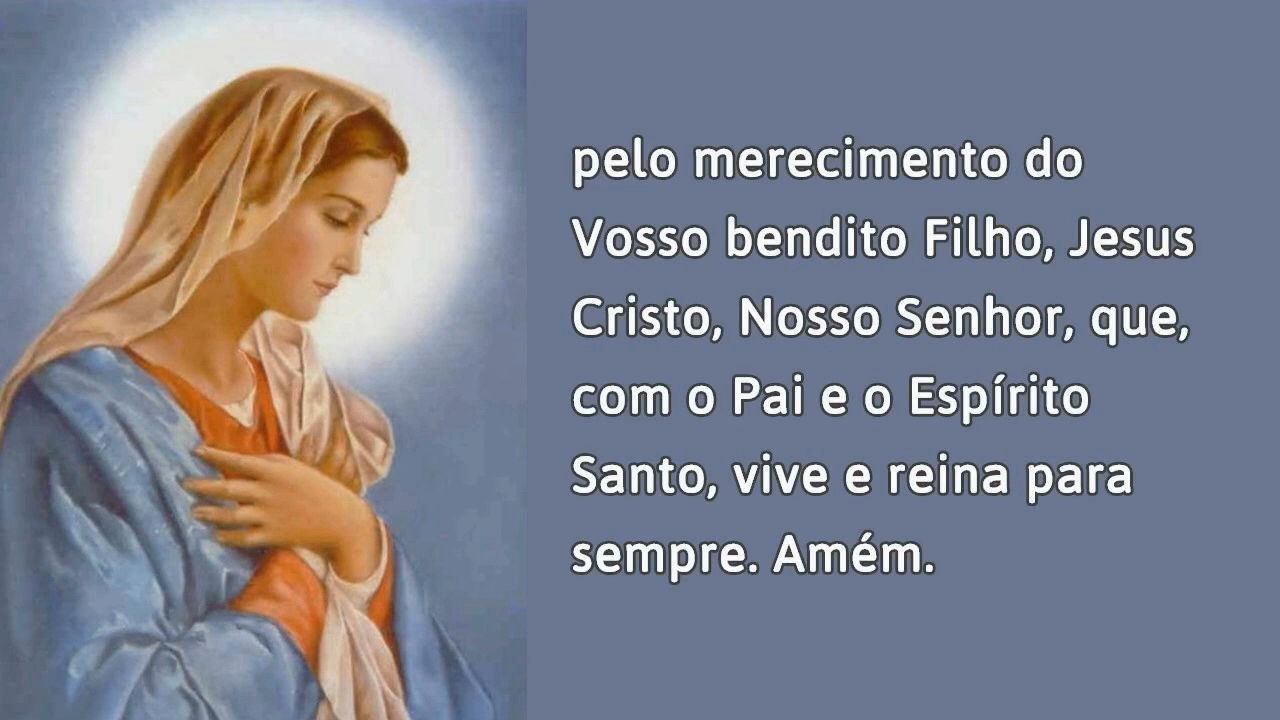 pelo merecimento do
Vosso bendito Filho, Jesus
Cristo, Nosso Senhor, que,
com o Pai e o Espírito
Santo, vive e reina para
sempre. Amém.